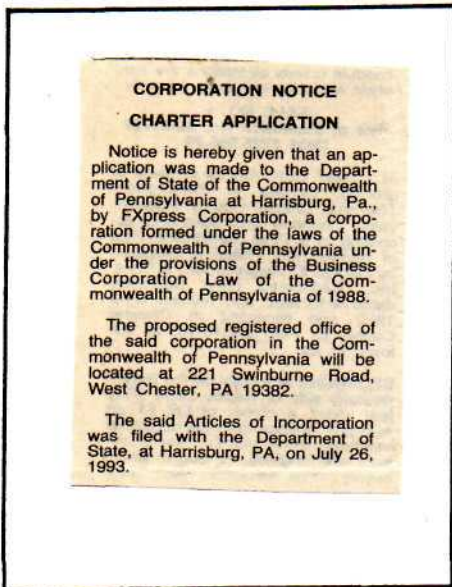 CORPORATION NOTICE
CHARTER APPLICATION
Notice is hereby given that an ap-
plication was made to the Depart-
ment of State of the Commonwealth
of Pennsylvania at Harrisburg, Pa.,
by FXpress Corporation, a corpo-
ration formed under the laws of the
Commonwealth of Pennsylvania un-
der the provisions of the Business
Corporation Law of the Com-
monwealth of Pennsylvania of 1988.
The proposed registered office of
the said corporation in the Com-
monwealth of Pennsylvania will be
located at 221 Swinburne Road,
West Chester, PA 19382.
The said Articles of Incorporation
was filed with the Department of
State, at Harrisburg, PA, on July 26,
1993.